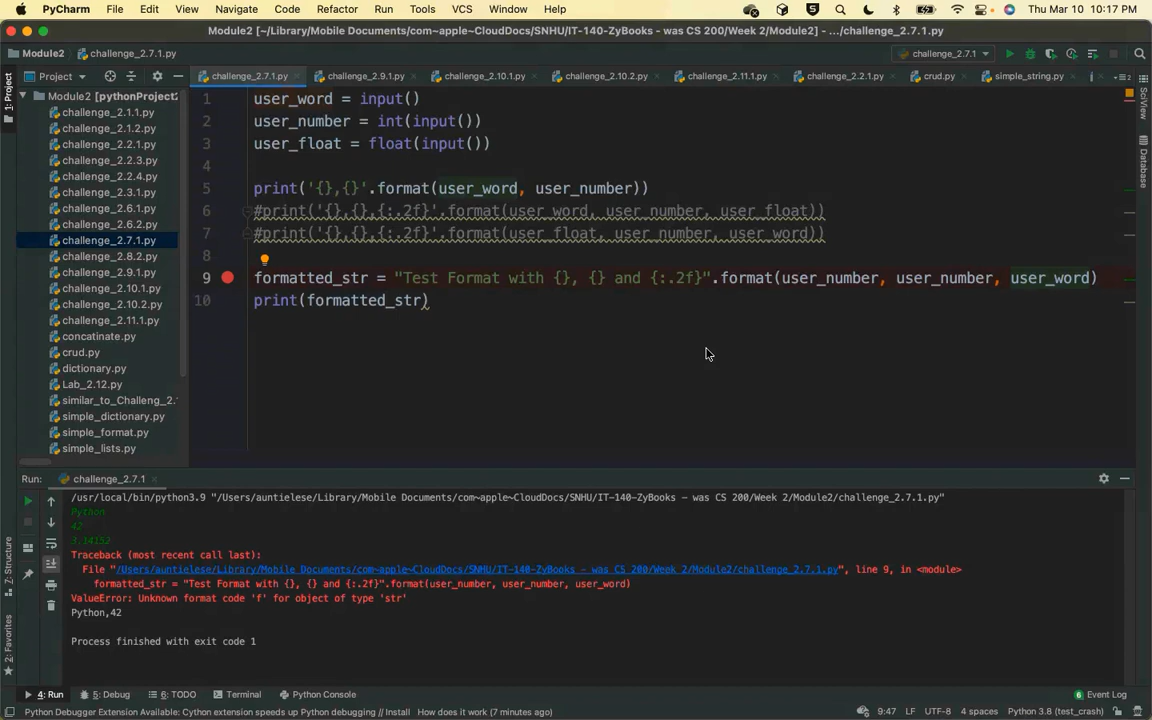 PyCharm File Edit View Navigate Code Refactor Run Tools VCS Window Help Thu Mar 10 10:17 PM
Module2 [~/Library/Mobile Documents/com~apple~CloudDocs/SNHU/IT-140-ZyBooks - was CS 200/Week 2/Module2] - .../challenge_2.7.1.py
Module2 challenge_2.7.1.py challenge_2.7.1
Project challenge_2.7.1.py challenge_2.9.1.py challenge_2.10.1.py challenge_2.10.2.py challenge_2.11.1.py challenge_2.2.1.py crud.py simple_string.py
1: Project
Module2 [pythonProject2
challenge_2.1.1.py
challenge_2.1.2.py
challenge_2.2.1.py
challenge_2.2.3.py
challenge_2.2.4.py
challenge_2.3.1.py
challenge_2.6.1.py
challenge_2.6.2.py
challenge_2.7.1.py
challenge_2.8.2.py
challenge_2.9.1.py
challenge_2.10.1.py
challenge_2.10.2.py
challenge_2.11.1.py
concatinate.py
crud.py
dictionary.py
Lab_2.12.py
similar_to_Challeng_2.
simple_dictionary.py
simple_format.py
simple_lists.py
1 user_word = input()
2 user_number = int(input())
3 user_float = float(input())
4
5 print('{},{}'.format(user_word, user_number))
6 #print('{},{},{:.2f}'.format(user_word, user_number, user_float))
7 #print('{},{},{:.2f}'.format(user_float, user_number, user_word))
8
9 formatted_str = "Test Format with {}, {} and {:.2f}".format(user_number, user_number, user_word)
10 print(formatted_str)
SciView
Database
Run: challenge_2.7.1
/usr/local/bin/python3.9 "/Users/auntielese/Library/Mobile Documents/com~apple~CloudDocs/SNHU/IT-140-ZyBooks - was CS 200/Week 2/Module2/challenge_2.7.1.py"
Python
42
3.14152
Traceback (most recent call last):
File "/Users/auntielese/Library/Mobile Documents/com~apple~CloudDocs/SNHU/IT-140-ZyBooks - was CS 200/Week 2/Module2/challenge_2.7.1.py", line 9, in <module>
formatted_str = "Test Format with {}, {} and {:.2f}".format(user_number, user_number, user_word)
ValueError: Unknown format code 'f' for object of type 'str'
Python,42
Process finished with exit code 1
Z: Structure
2: Favorites
4: Run 5: Debug 6: TODO Terminal Python Console 6 Event Log
Python Debugger Extension Available: Cython extension speeds up Python debugging // Install How does it work (7 minutes ago) 9:47 LF UTF-8 4 spaces Python 3.8 (test_crash)